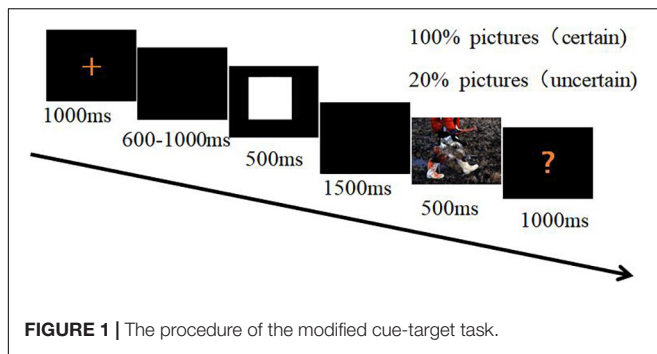 100% pictures（certain)
20% pictures（uncertain)
+
1000ms
600-1000ms
500ms
1500ms
500ms
?
1000ms
FIGURE 1 | The procedure of the modified cue-target task.